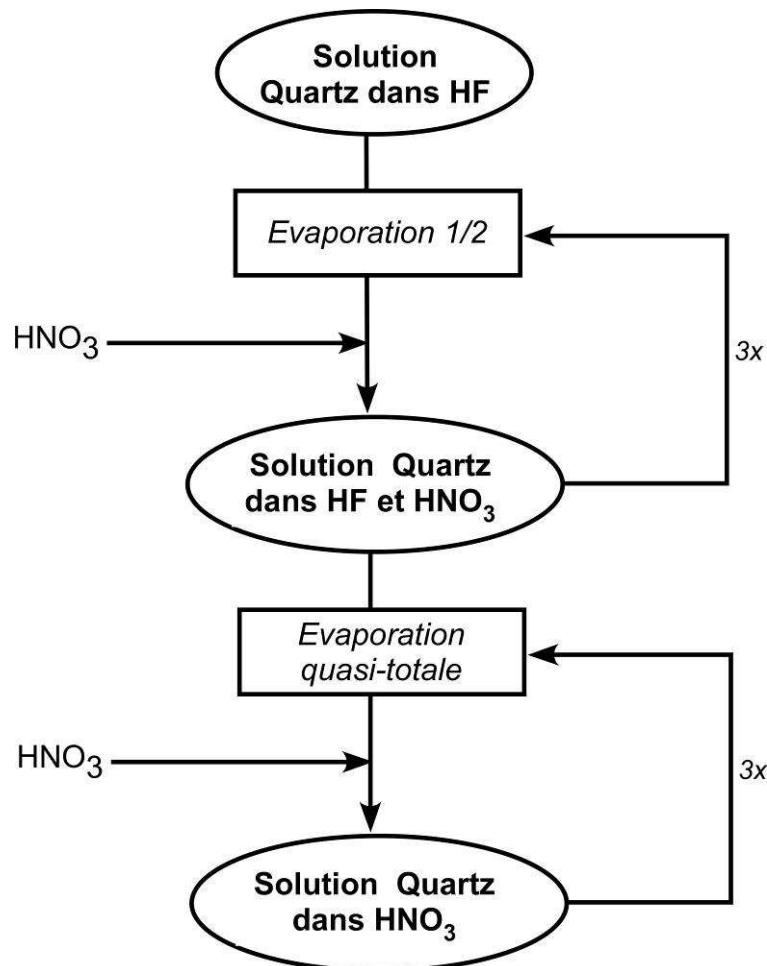 Solution
Quartz dans HF
Evaporation 1/2
HNO₃
3x
Solution Quartz
dans HF et HNO₃
Evaporation
quasi-totale
HNO₃
3x
Solution Quartz
dans HNO₃